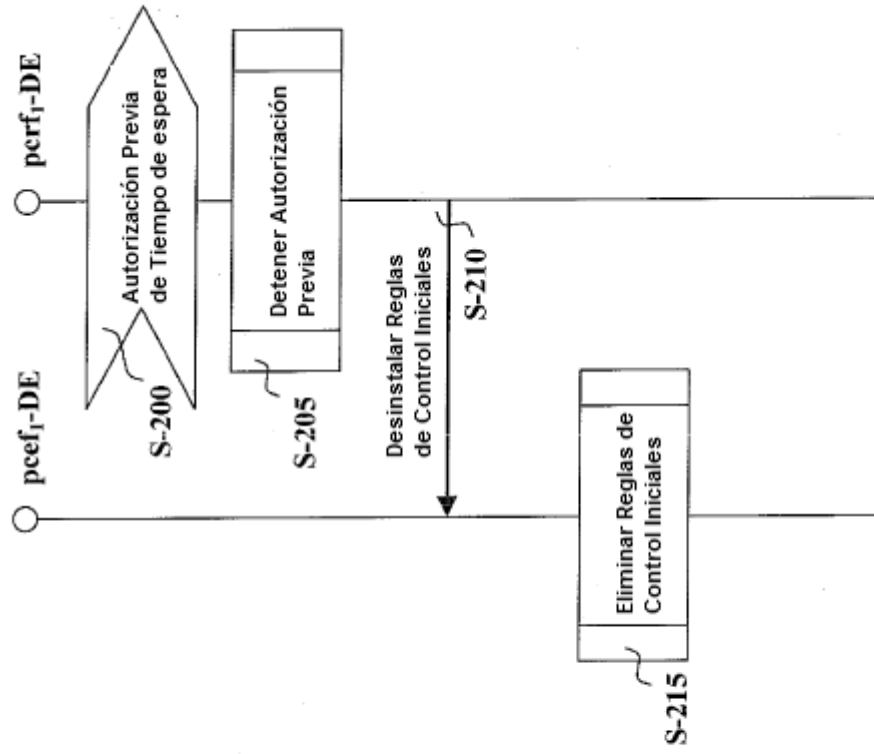 pcef₁-DE
pcrf₁-DE
Autorización Previa
de Tiempo de espera
S-200
Detener Autorización
Previa
S-205
Desinstalar Reglas
de Control Iniciales
S-210
Eliminar Reglas de
Control Iniciales
S-215